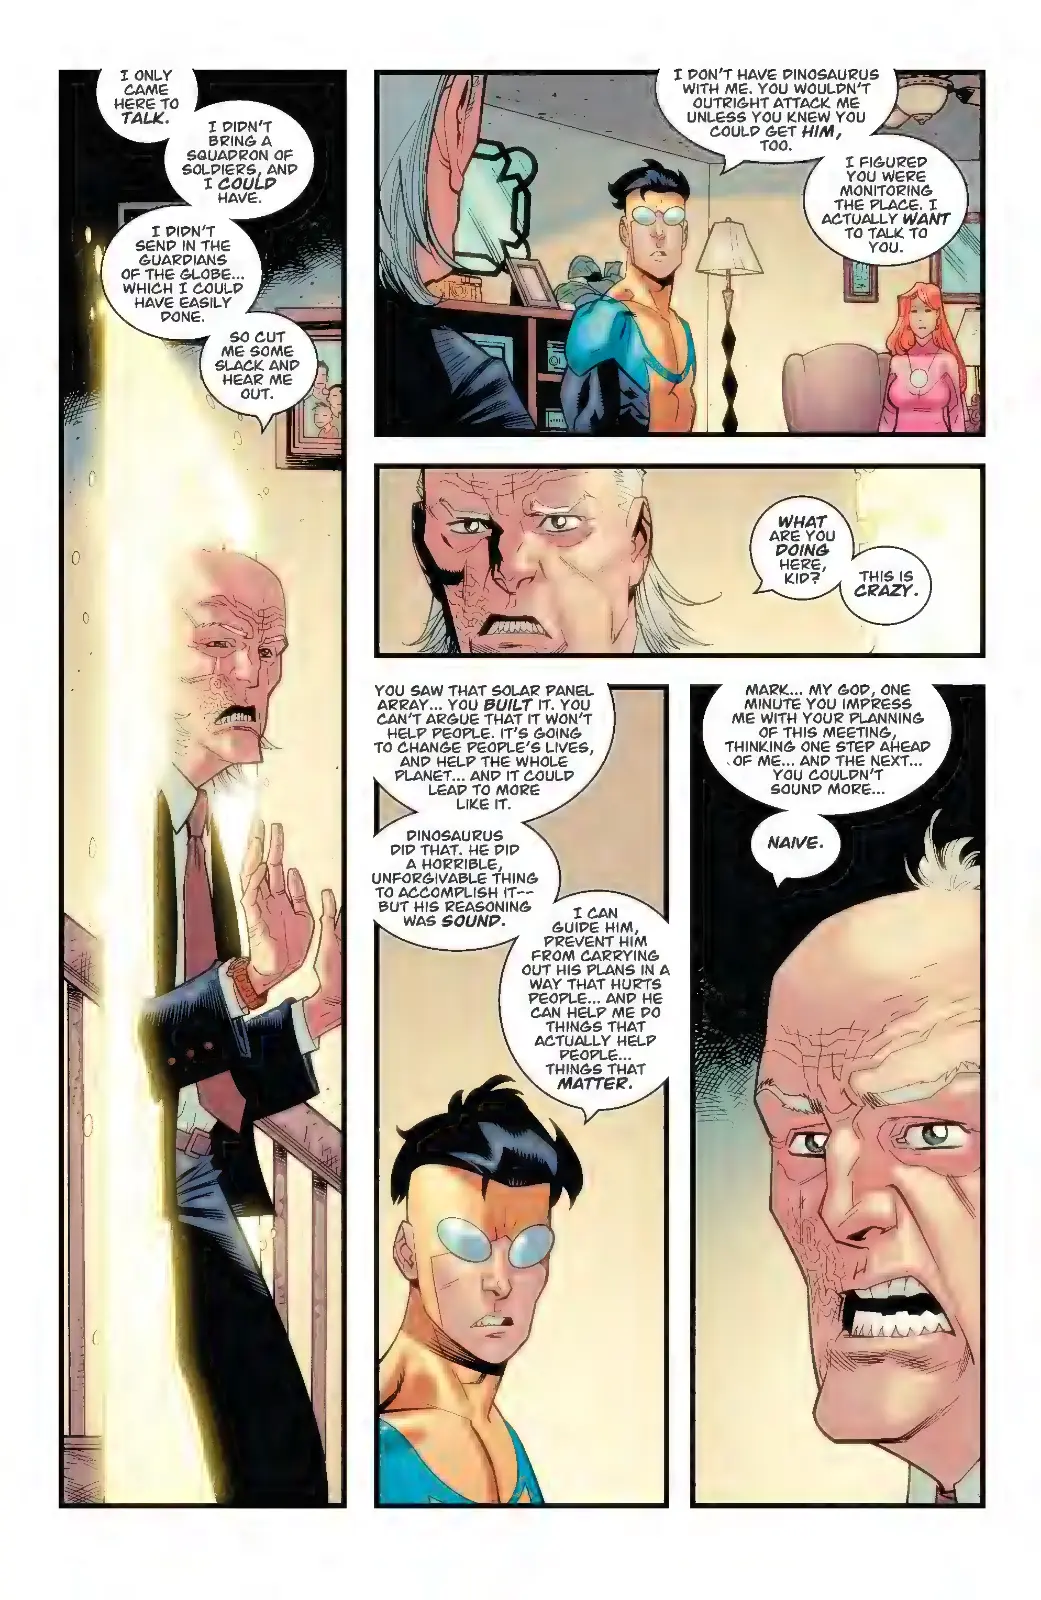 I ONLY
CAME
HERE TO
TALK.
I DIDN'T
BRING A
SQUADRON OF
SOLDIERS, AND
I COULD
HAVE.
I DIDN'T
SEND IN THE
GUARDIANS
OF THE GLOBE...
WHICH I COULD
HAVE EASILY
DONE.
SO CUT
ME SOME
SLACK AND
HEAR ME
OUT.
I DON'T HAVE DINOSAURUS
WITH ME. YOU WOULDN'T
OUTRIGHT ATTACK ME
UNLESS YOU KNEW YOU
COULD GET HIM,
TOO.
I FIGURED
YOU WERE
MONITORING
THE PLACE. I
ACTUALLY WANT
TO TALK TO
YOU.
WHAT
ARE YOU
DOING
HERE,
KID?
THIS IS
CRAZY.
YOU SAW THAT SOLAR PANEL
ARRAY... YOU BUILT IT. YOU
CAN'T ARGUE THAT IT WON'T
HELP PEOPLE. IT'S GOING
TO CHANGE PEOPLE'S LIVES,
AND HELP THE WHOLE
PLANET... AND IT COULD
LEAD TO MORE
LIKE IT.
DINOSAURUS
DID THAT. HE DID
A HORRIBLE,
UNFORGIVABLE THING
TO ACCOMPLISH IT--
BUT HIS REASONING
WAS SOUND.
I CAN
GUIDE HIM,
PREVENT HIM
FROM CARRYING
OUT HIS PLANS IN A
WAY THAT HURTS
PEOPLE... AND HE
CAN HELP ME DO
THINGS THAT
ACTUALLY HELP
PEOPLE...
THINGS THAT
MATTER.
MARK... MY GOD, ONE
MINUTE YOU IMPRESS
ME WITH YOUR PLANNING
OF THIS MEETING,
THINKING ONE STEP AHEAD
OF ME... AND THE NEXT...
YOU COULDN'T
SOUND MORE...
NAIVE.